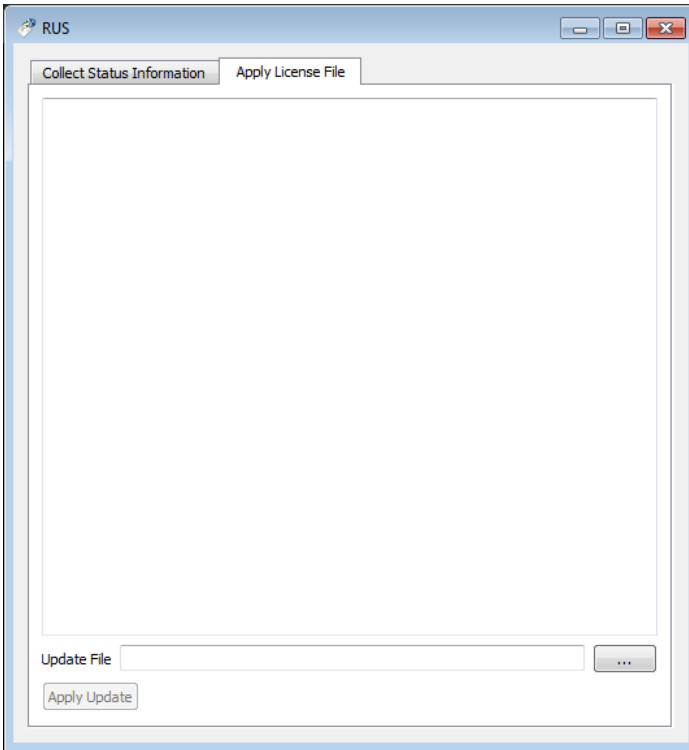 RUS
Collect Status Information Apply License File
Update File ...
Apply Update